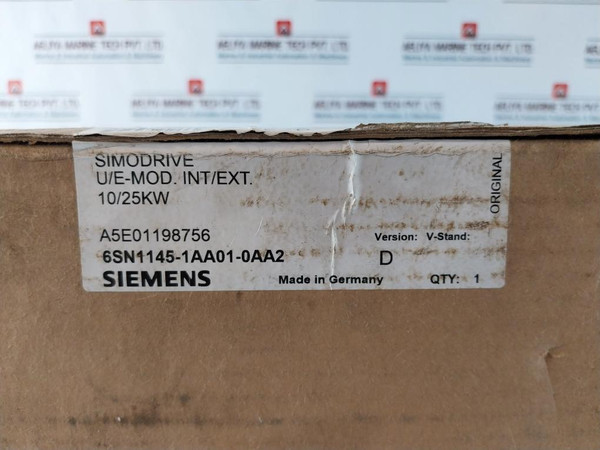 SIMODRIVE
U/E-MOD. INT/EXT.
10/25KW
A5E01198756
6SN1145-1AA01-0AA2
SIEMENS
Made in Germany
Version: V-Stand:
D
QTY: 1
ORIGINAL